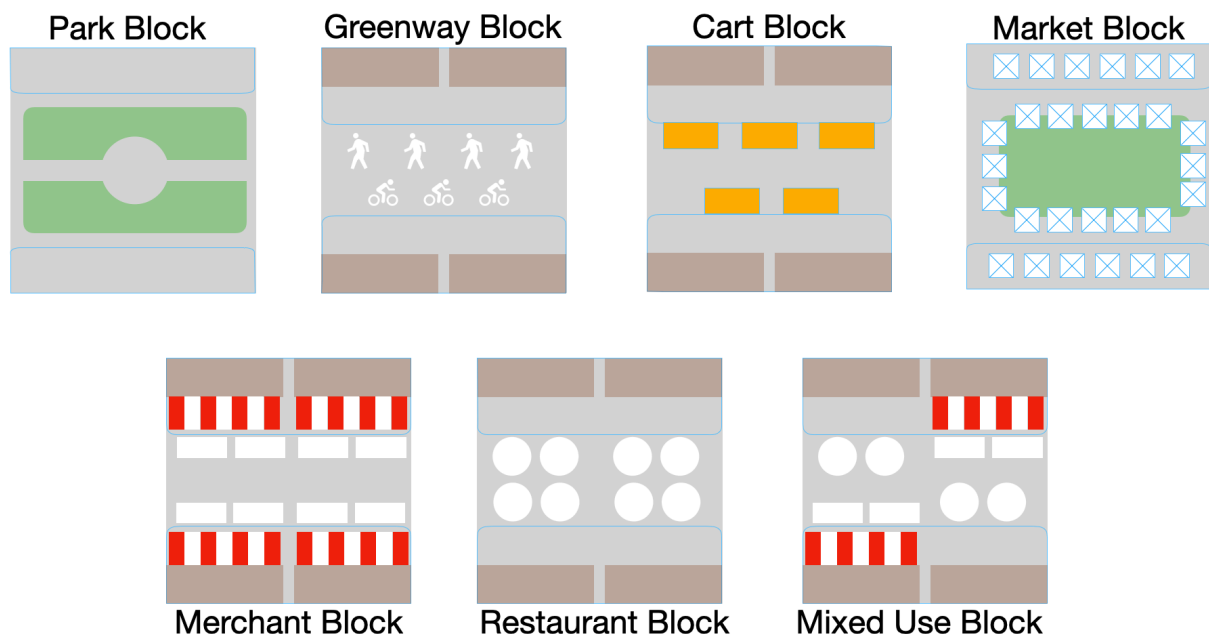 Park Block
Greenway Block
Cart Block
Market Block
Merchant Block
Restaurant Block
Mixed Use Block